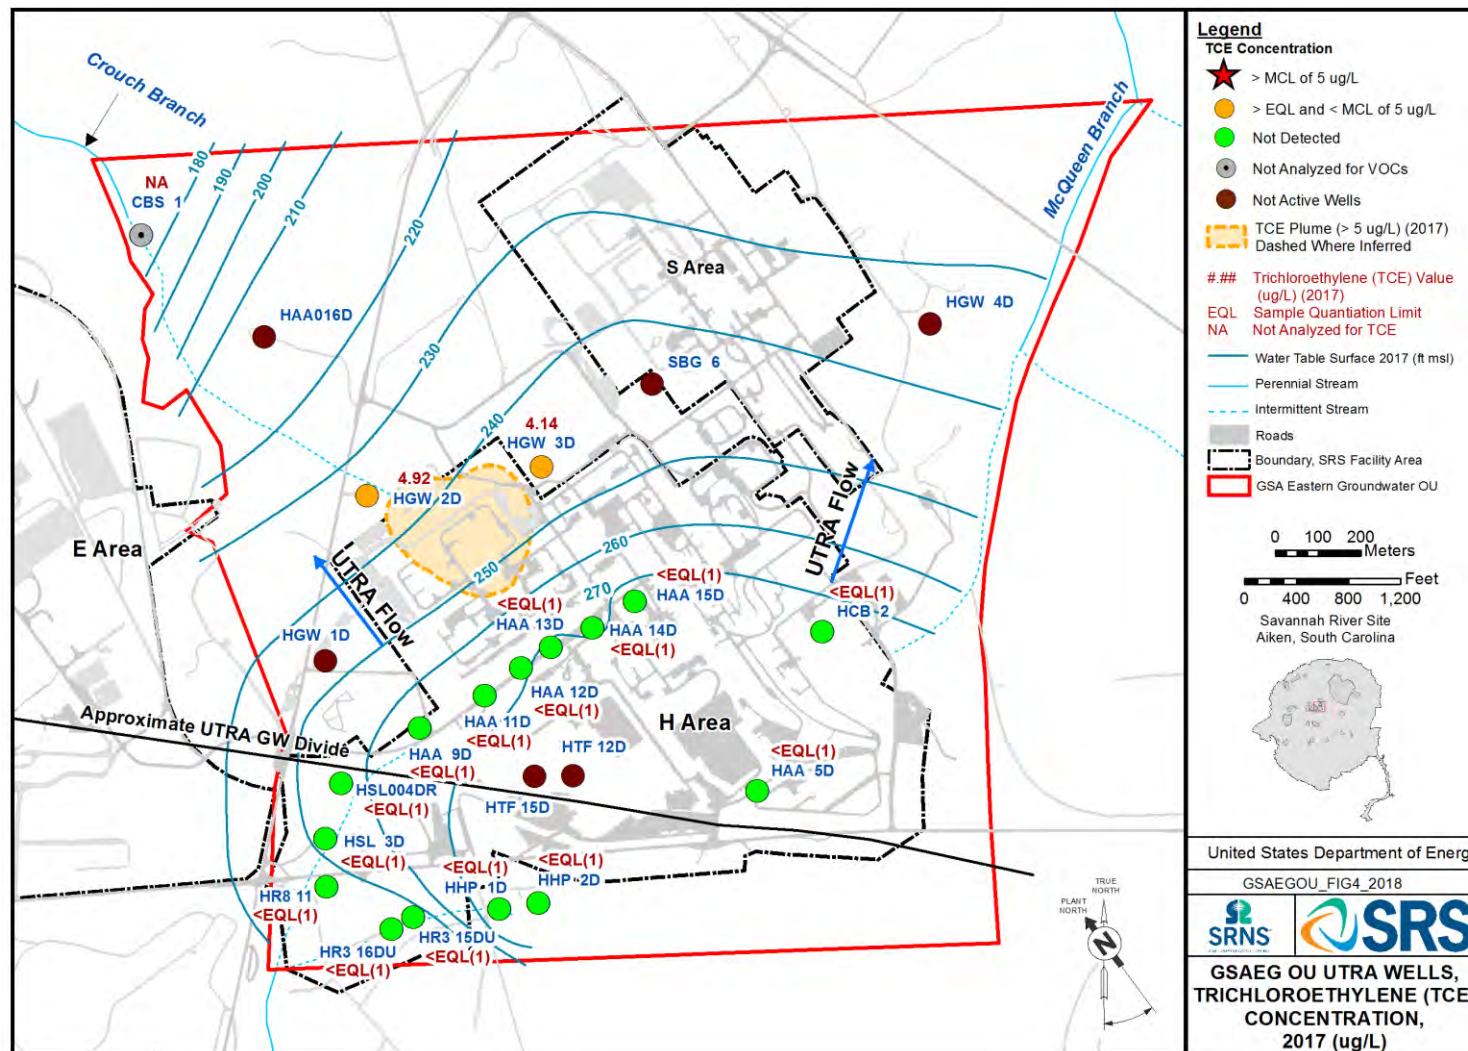 Crouch Branch
McQueen Branch
180
190
200
210
220
NA
CBS 1
S Area
HAA016D
HGW 4D
230
SBG 6
240
4.14
HGW 3D
4.92
HGW 2D
E Area
UTRA Flow
UTRA Flow
250
260
270
<EQL(1)
HAA 15D
<EQL(1)
HAA 13D
<EQL(1)
HCB 2
HAA 14D
<EQL(1)
HGW 1D
HAA 12D
<EQL(1)
HAA 11D
<EQL(1)
H Area
Approximate UTRA GW Divide
HAA 9D
<EQL(1)
HTF 12D
<EQL(1)
HAA 5D
HSL004DR
<EQL(1)
HTF 15D
HSL 3D
<EQL(1)
<EQL(1)
HHP 2D
<EQL(1)
HHP 1D
HR8 11
<EQL(1)
HR3 15DU
<EQL(1)
HR3 16DU
<EQL(1)
TRUE
NORTH
PLANT
NORTH
N
Legend
TCE Concentration
> MCL of 5 ug/L
> EQL and < MCL of 5 ug/L
Not Detected
Not Analyzed for VOCs
Not Active Wells
TCE Plume (> 5 ug/L) (2017)
Dashed Where Inferred
#.## Trichloroethylene (TCE) Value
(ug/L) (2017)
EQL Sample Quantiation Limit
NA Not Analyzed for TCE
Water Table Surface 2017 (ft msl)
Perennial Stream
Intermittent Stream
Roads
Boundary, SRS Facility Area
GSA Eastern Groundwater OU
0 100 200
Meters
Feet
0 400 800 1,200
Savannah River Site
Aiken, South Carolina
United States Department of Energ
GSAEGOU_FIG4_2018
SRNS
SRS
GSAEG OU UTRA WELLS,
TRICHLOROETHYLENE (TCE
CONCENTRATION,
2017 (ug/L)